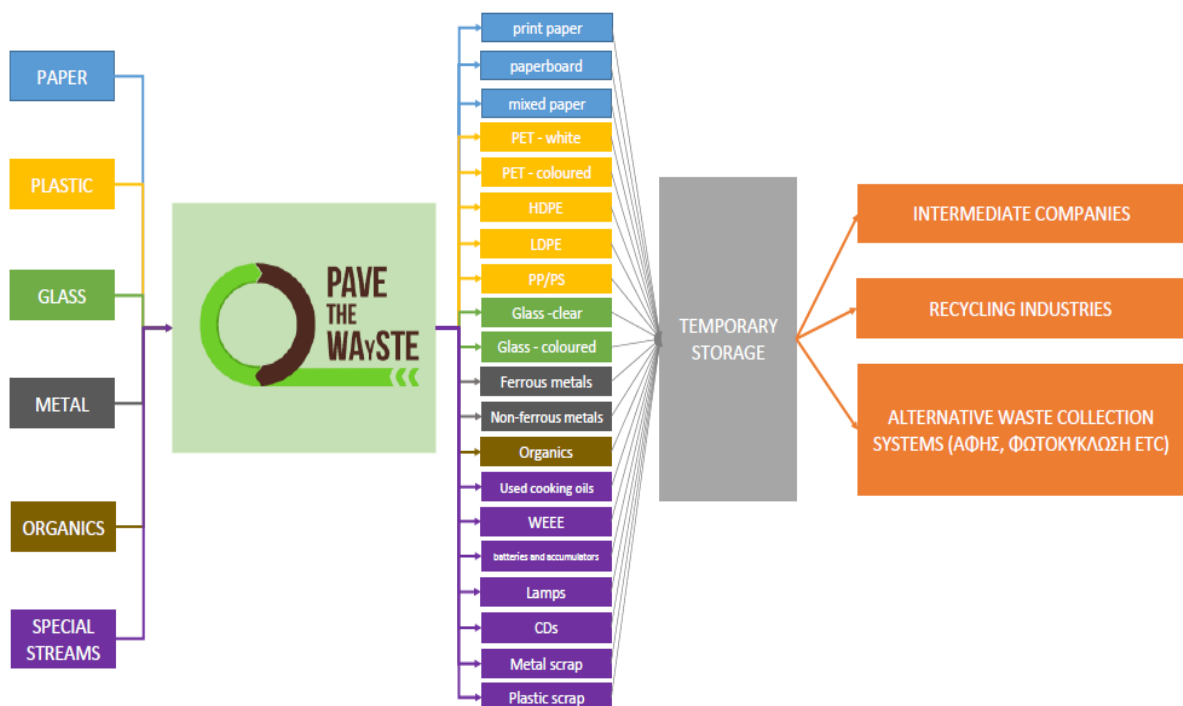 PAPER
PLASTIC
GLASS
METAL
ORGANICS
SPECIAL
STREAMS
PAVE
THE
WAySTE
print paper
paperboard
mixed paper
PET - white
PET - coloured
HDPE
LDPE
PP/PS
Glass -clear
Glass - coloured
Ferrous metals
Non-ferrous metals
Organics
Used cooking oils
WEEE
batteries and accumulators
Lamps
CDs
Metal scrap
Plastic scrap
TEMPORARY
STORAGE
INTERMEDIATE COMPANIES
RECYCLING INDUSTRIES
ALTERNATIVE WASTE COLLECTION
SYSTEMS (ΑΦΗΣ, ΦΩΤΟΚΥΚΛΩΣΗ ETC)